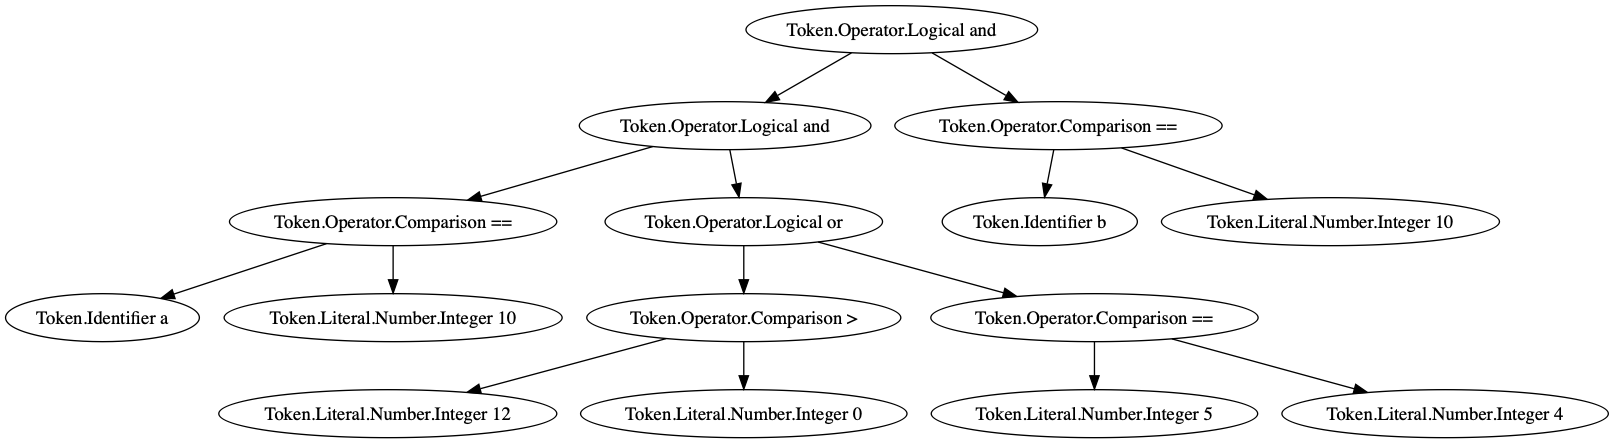 Token.Operator.Logical and
Token.Operator.Logical and
Token.Operator.Comparison ==
Token.Operator.Comparison ==
Token.Operator.Logical or
Token.Identifier b
Token.Literal.Number.Integer 10
Token.Identifier a
Token.Literal.Number.Integer 10
Token.Operator.Comparison >
Token.Operator.Comparison ==
Token.Literal.Number.Integer 12
Token.Literal.Number.Integer 0
Token.Literal.Number.Integer 5
Token.Literal.Number.Integer 4